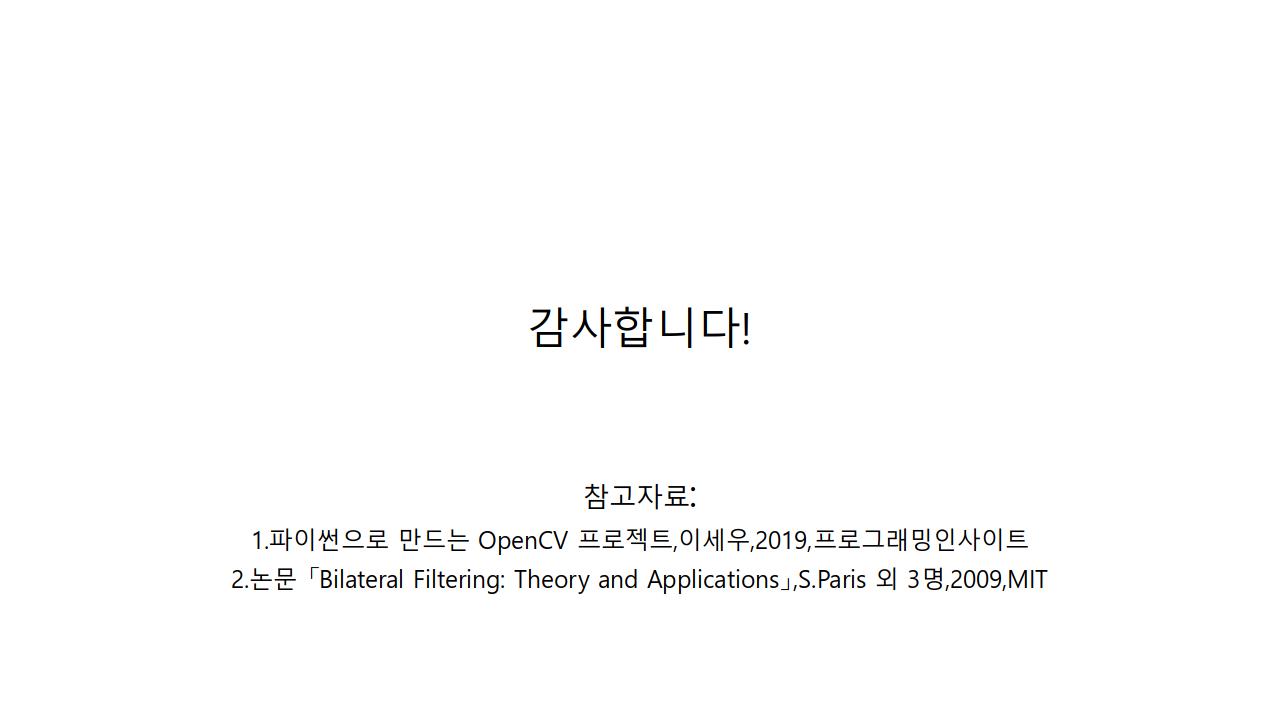 감사합니다!
참고자료:
1.파이썬으로 만드는 OpenCV 프로젝트,이세우,2019,프로그래밍인사이트
2.논문「Bilateral Filtering: Theory and Applications」,S.Paris 외 3명,2009,MIT